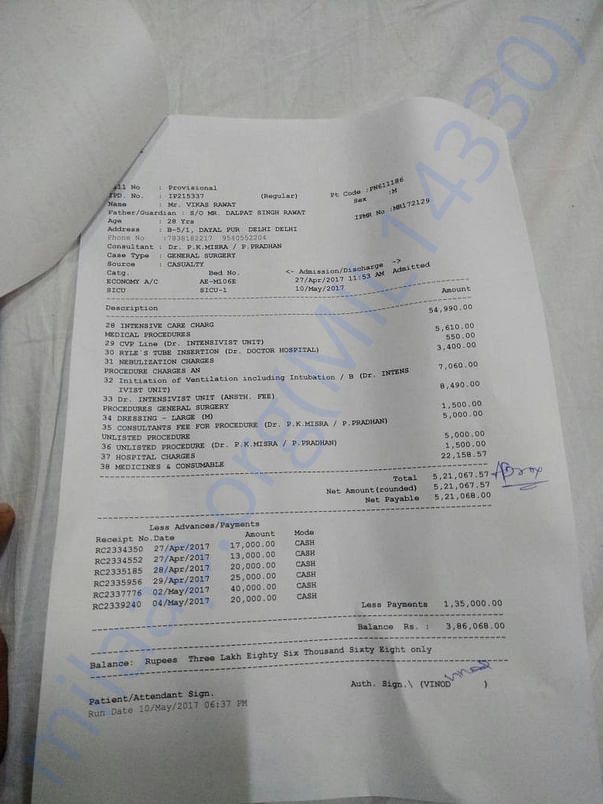 ll No : Provisional
IPD. No. : IP215337 (Regular) Pt Code :PN611186
Name : Mr. VIKAS RAWAT Sex :M
Father/Guardian : S/O MR. DALPAT SINGH RAWAT
Age : 28 Yrs IPMR No :MR172129
Address : B-5/1, DAYAL PUR DELHI DELHI
Phone No :7838182217 9540552204
Consultant : Dr. P.K.MISRA / P.PRADHAN
Case Type : GENERAL SURGERY
Source : CASUALTY
Catg. Bed No. <- Admission/Discharge ->
ECONOMY A/C AE-M106E 27/Apr/2017 11:53 AM Admitted
SICU SICU-1 10/May/2017
Description Amount
28 INTENSIVE CARE CHARG 54,990.00
MEDICAL PROCEDURES
29 CVP Line (Dr. INTENSIVIST UNIT) 5,610.00
30 RYLE'S TUBE INSERTION (Dr. DOCTOR HOSPITAL) 550.00
31 NEBULIZATION CHARGES 3,400.00
PROCEDURE CHARGES AN
32 Initiation of Ventilation including Intubation / B (Dr. INTENS 7,060.00
IVIST UNIT)
33 Dr. INTENSIVIST UNIT (ANSTH. FEE) 8,490.00
PROCEDURES GENERAL SURGERY
34 DRESSING - LARGE (M) 1,500.00
35 CONSULTANTS FEE FOR PROCEDURE (Dr. P.K.MISRA / P.PRADHAN) 5,000.00
UNLISTED PROCEDURE
36 UNLISTED PROCEDURE (Dr. P.K.MISRA / P.PRADHAN) 5,000.00
37 HOSPITAL CHARGES 1,500.00
38 MEDICINES & CONSUMABLE 22,158.57
Total 5,21,067.57
Net Amount(rounded) 5,21,067.57
Net Payable 5,21,068.00
Less Advances/Payments
Receipt No.Date Amount Mode
RC2334350 27/Apr/2017 17,000.00 CASH
RC2334552 27/Apr/2017 13,000.00 CASH
RC2335185 28/Apr/2017 20,000.00 CASH
RC2335956 29/Apr/2017 25,000.00 CASH
RC2337776 02/May/2017 40,000.00 CASH
RC2339240 04/May/2017 20,000.00 CASH
Less Payments 1,35,000.00
Balance Rs. : 3,86,068.00
Balance: Rupees Three Lakh Eighty Six Thousand Sixty Eight only
Auth. Sign.\ (VINOD )
Patient/Attendant Sign.
Run Date 10/May/2017 06:37 PM